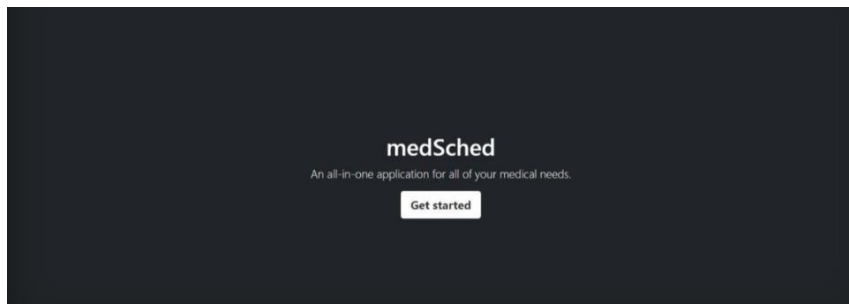 medSched
An all-in-one application for all of your medical needs.
Get started